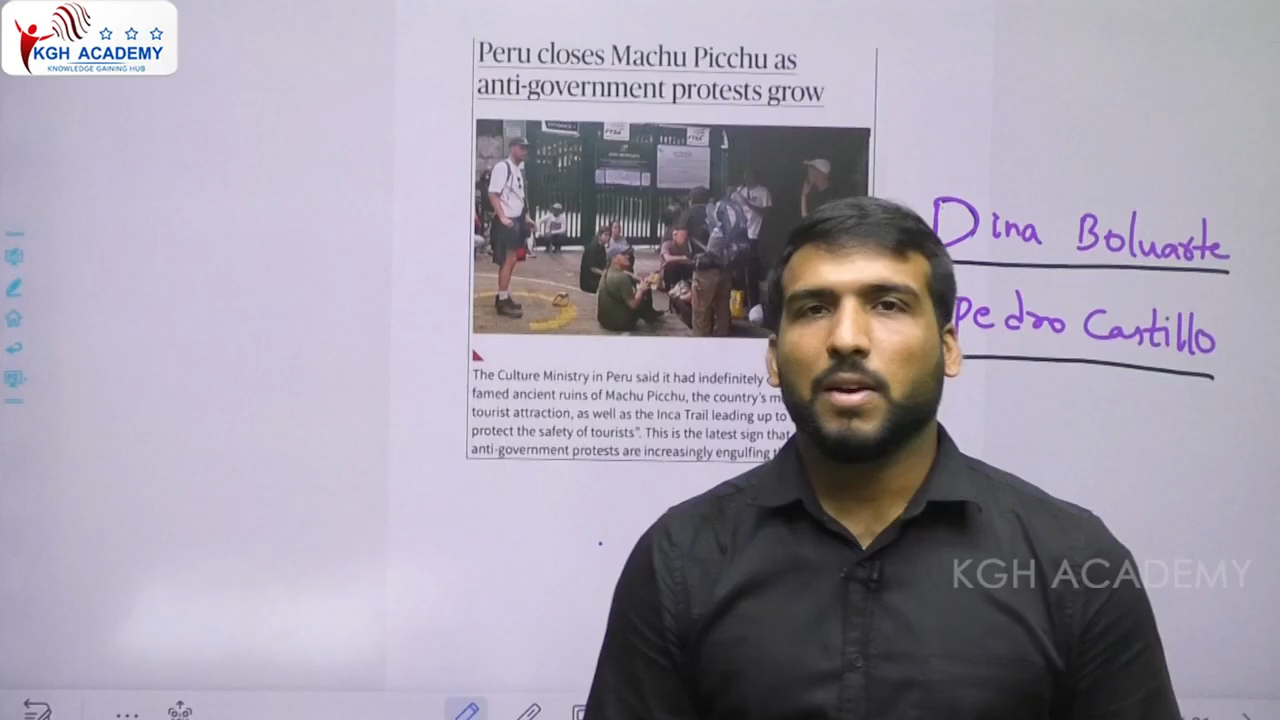 KGH ACADEMY
KNOWLEDGE GAINING HUB
Peru closes Machu Picchu as
anti-government protests grow
The Culture Ministry in Peru said it had indefinitely
famed ancient ruins of Machu Picchu, the country's
tourist attraction, as well as the Inca Trail leading up to
protect the safety of tourists". This is the latest sign that
anti-government protests are increasingly engulfing
Dina Boluarte
Pedro Castillo
KGH ACADEMY